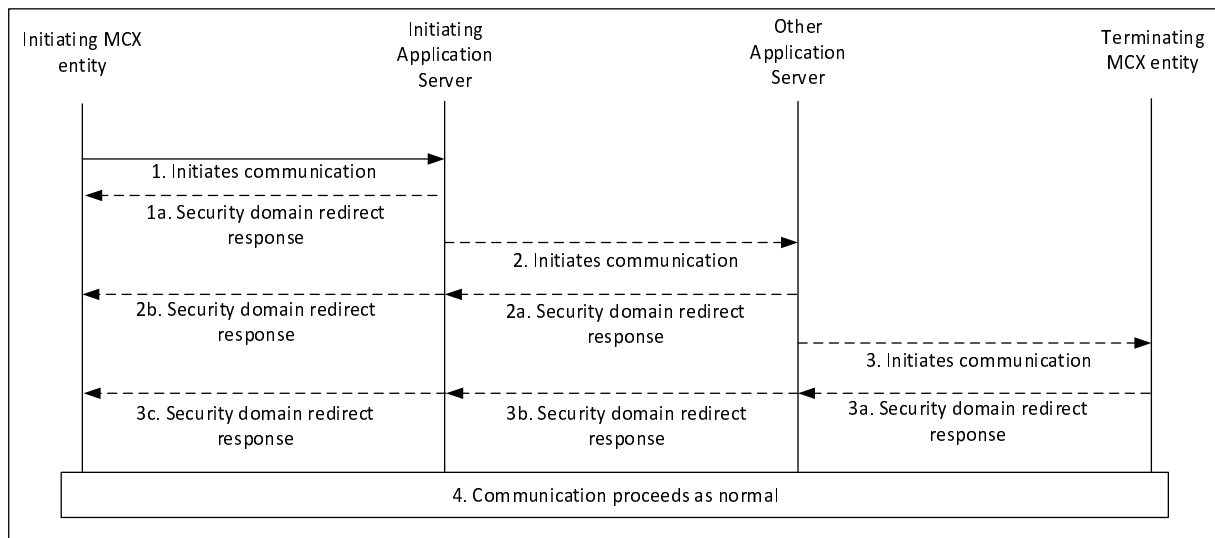 Initiating MCX
entity
Initiating
Application
Server
Other
Application
Server
Terminating
MCX entity
1. Initiates communication
1a. Security domain redirect
response
2. Initiates communication
2b. Security domain redirect
response
2a. Security domain redirect
response
3. Initiates communication
3c. Security domain redirect
response
3b. Security domain redirect
response
3a. Security domain redirect
response
4. Communication proceeds as normal